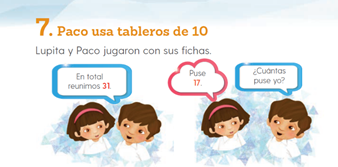 7. Paco usa tableros de 10
Lupita y Paco jugaron con sus fichas.
En total
reunimos 31.
Puse
17.
¿Cuántas
puse yo?